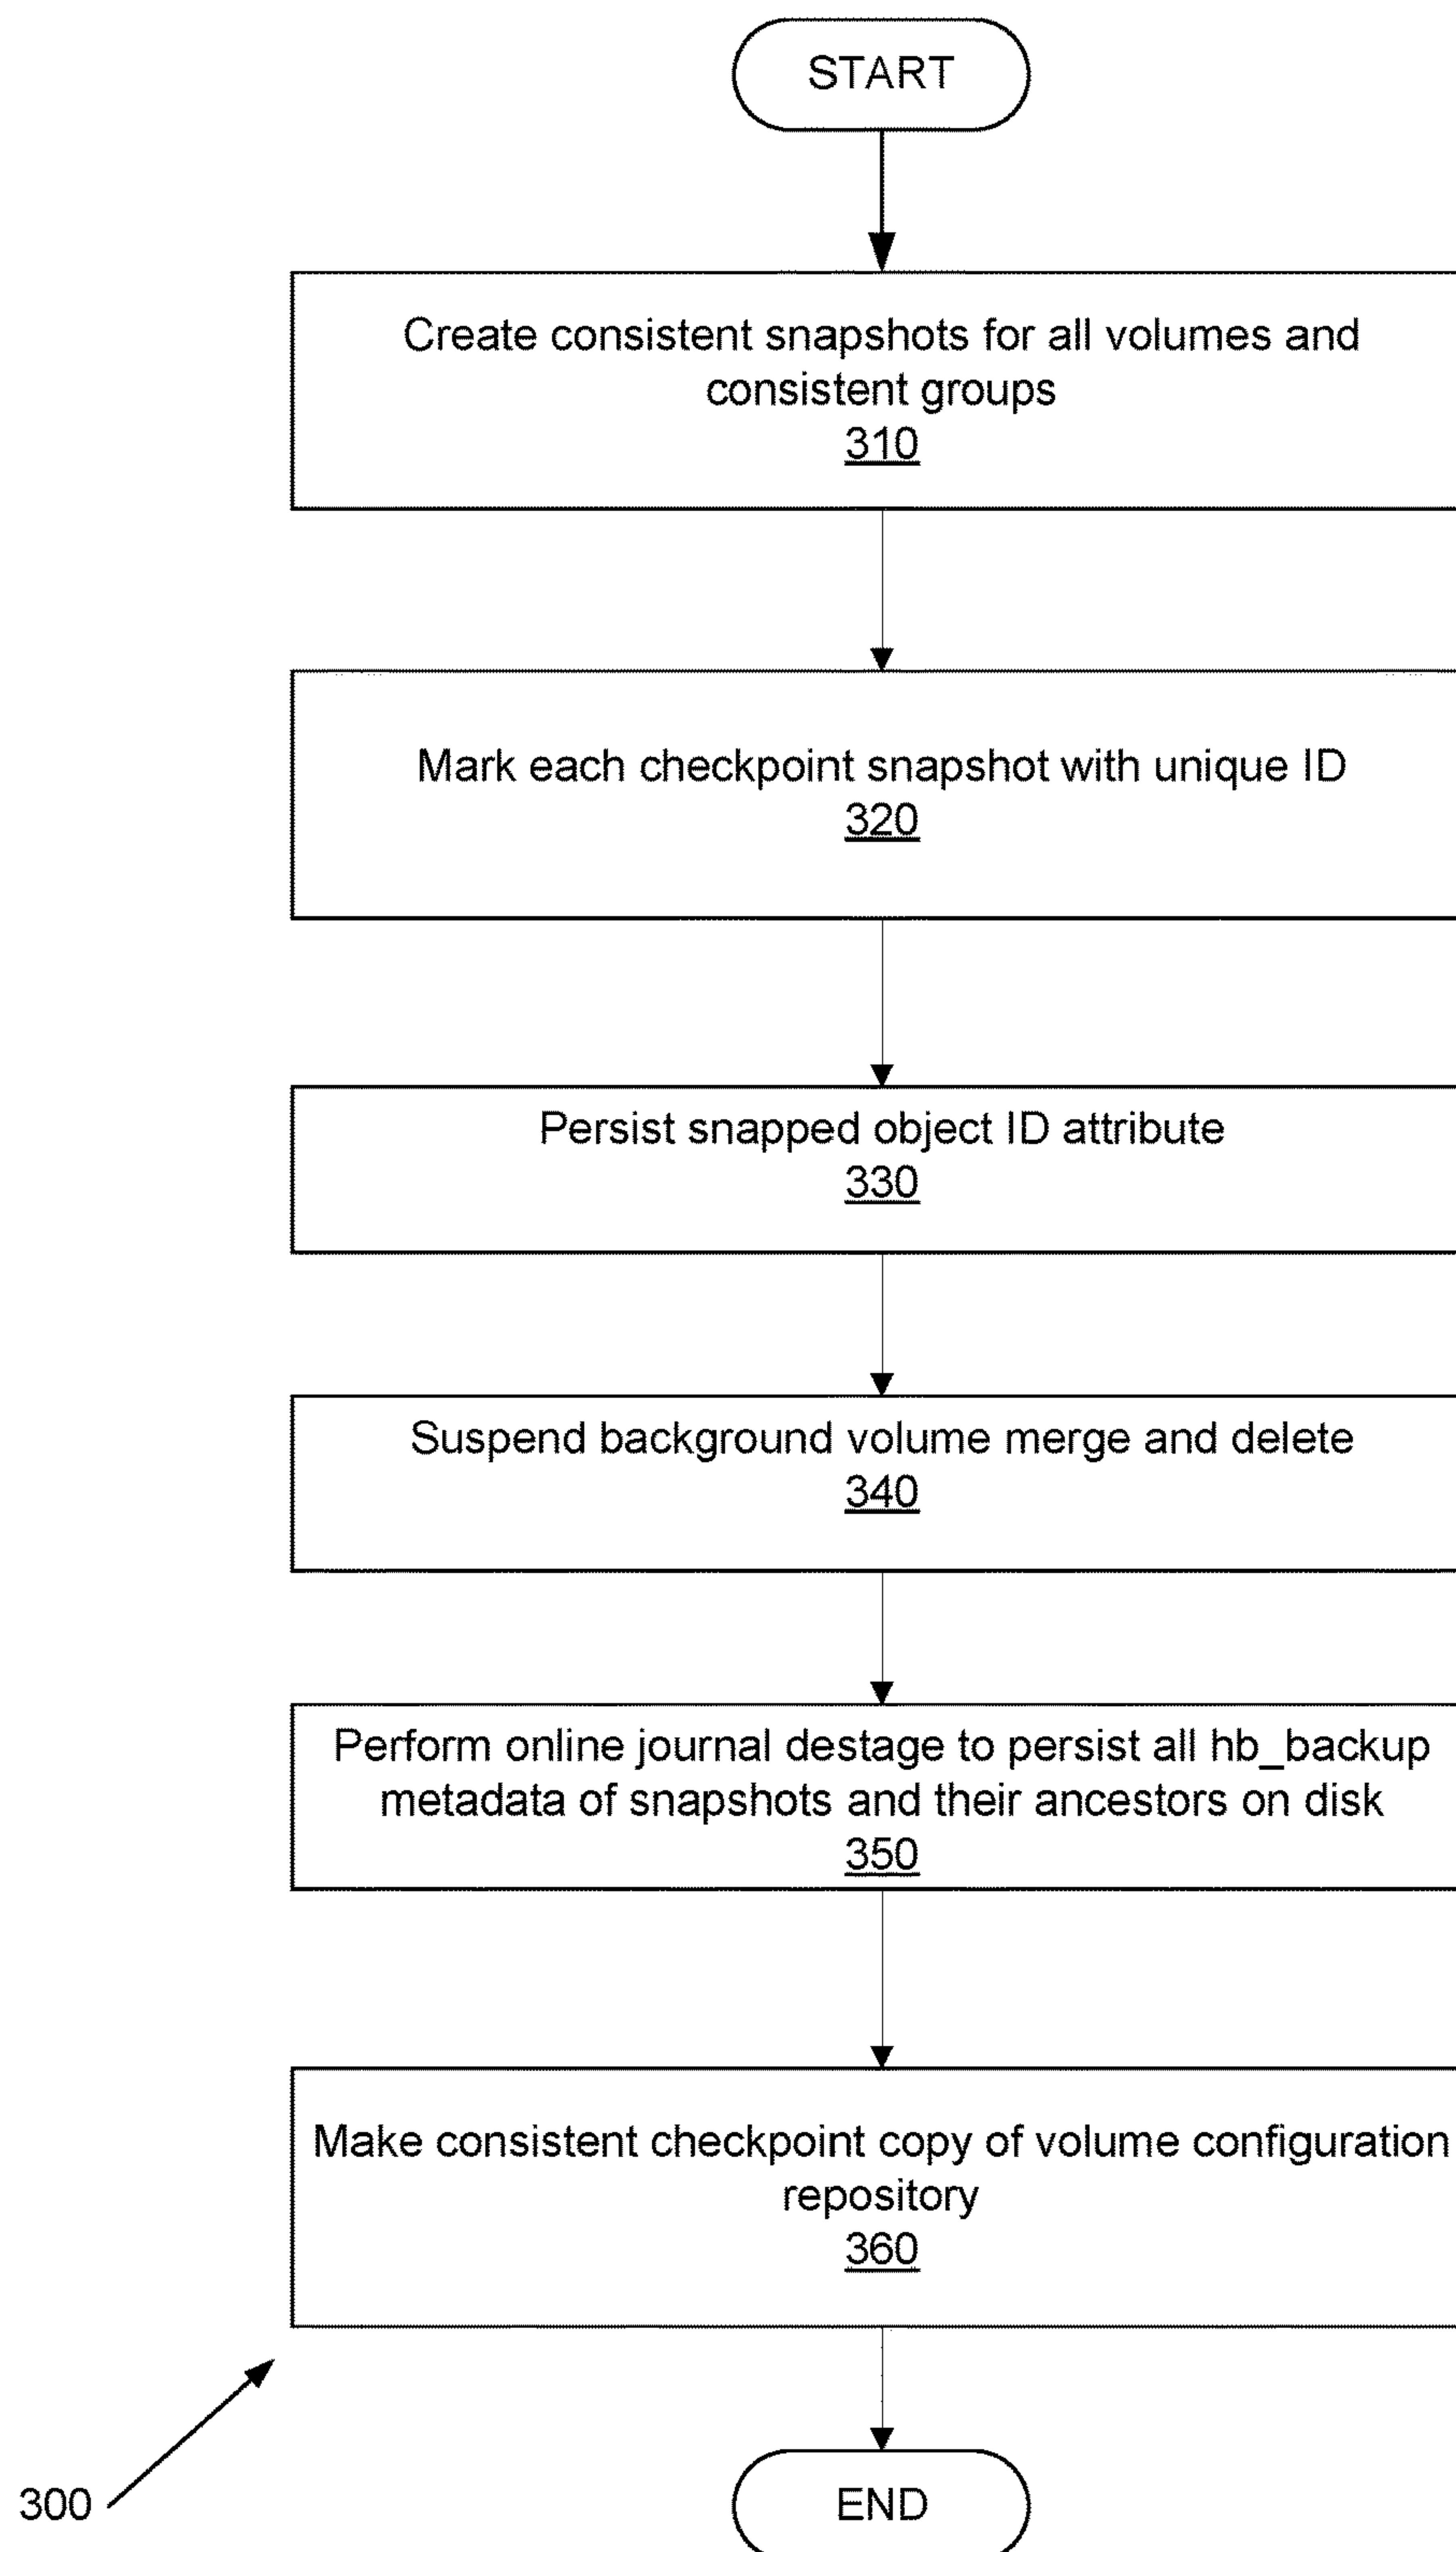 START
Create consistent snapshots for all volumes and
consistent groups
310
Mark each checkpoint snapshot with unique ID
320
Persist snapped object ID attribute
330
Suspend background volume merge and delete
340
Perform online journal destage to persist all hb_backup
metadata of snapshots and their ancestors on disk
350
Make consistent checkpoint copy of volume configuration
repository
360
300
END